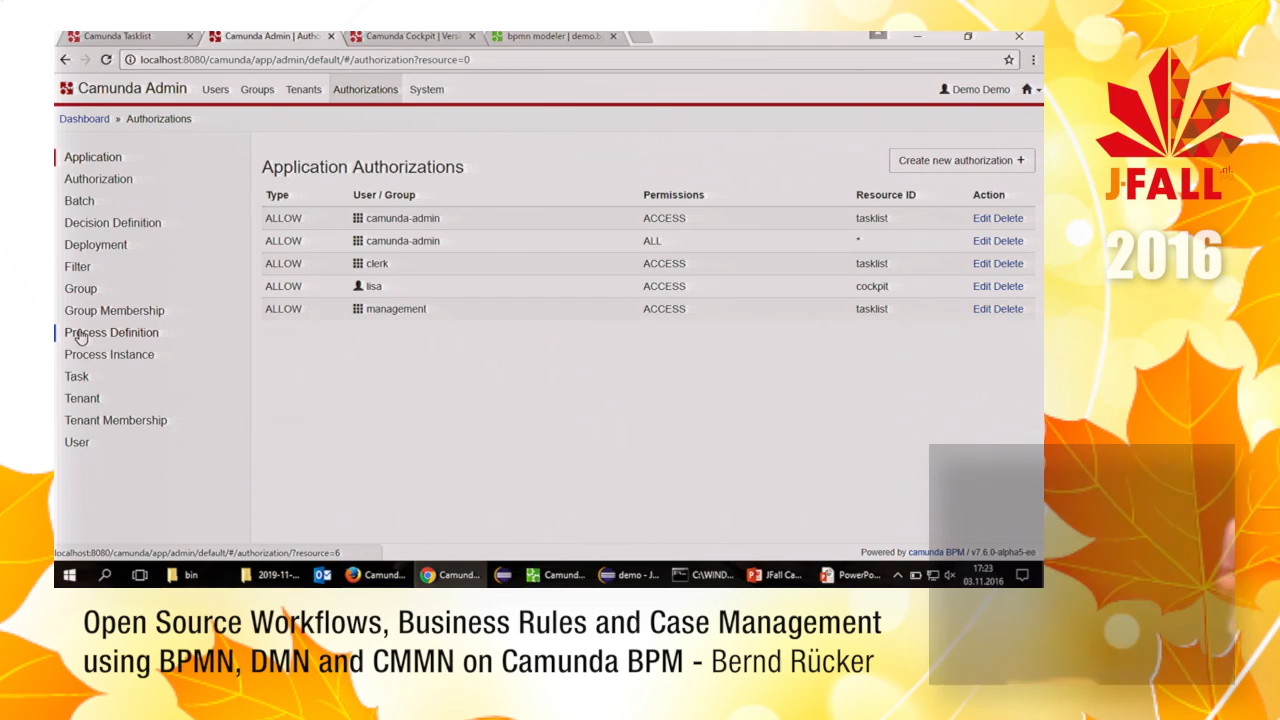 Camunda Tasklist
Camunda Admin | Autho
Camunda Cockpit | Vers
bpmn modeler | demo.b
localhost:8080/camunda/app/admin/default/#/authorization?resource=0
Camunda Admin Users Groups Tenants Authorizations System Demo Demo
Dashboard » Authorizations
Application
Authorization
Batch
Decision Definition
Deployment
Filter
Group
Group Membership
Process Definition
Process Instance
Task
Tenant
Tenant Membership
User
Application Authorizations
Create new authorization +
Type User / Group Permissions Resource ID Action
ALLOW camunda-admin ACCESS tasklist Edit Delete
ALLOW camunda-admin ALL * Edit Delete
ALLOW clerk ACCESS tasklist Edit Delete
ALLOW lisa ACCESS cockpit Edit Delete
ALLOW management ACCESS tasklist Edit Delete
localhost:8080/camunda/app/admin/default/#/authorization/?resource=6
Powered by camunda BPM / v7.6.0-alpha5-ee
bin 2019-11-... Camund... Camund... Camund... demo - J... C:\WIND... JFall Ca... PowerPo...
17:23
03.11.2016
J-FALL.nl
2016
Open Source Workflows, Business Rules and Case Management
using BPMN, DMN and CMMN on Camunda BPM - Bernd Rücker